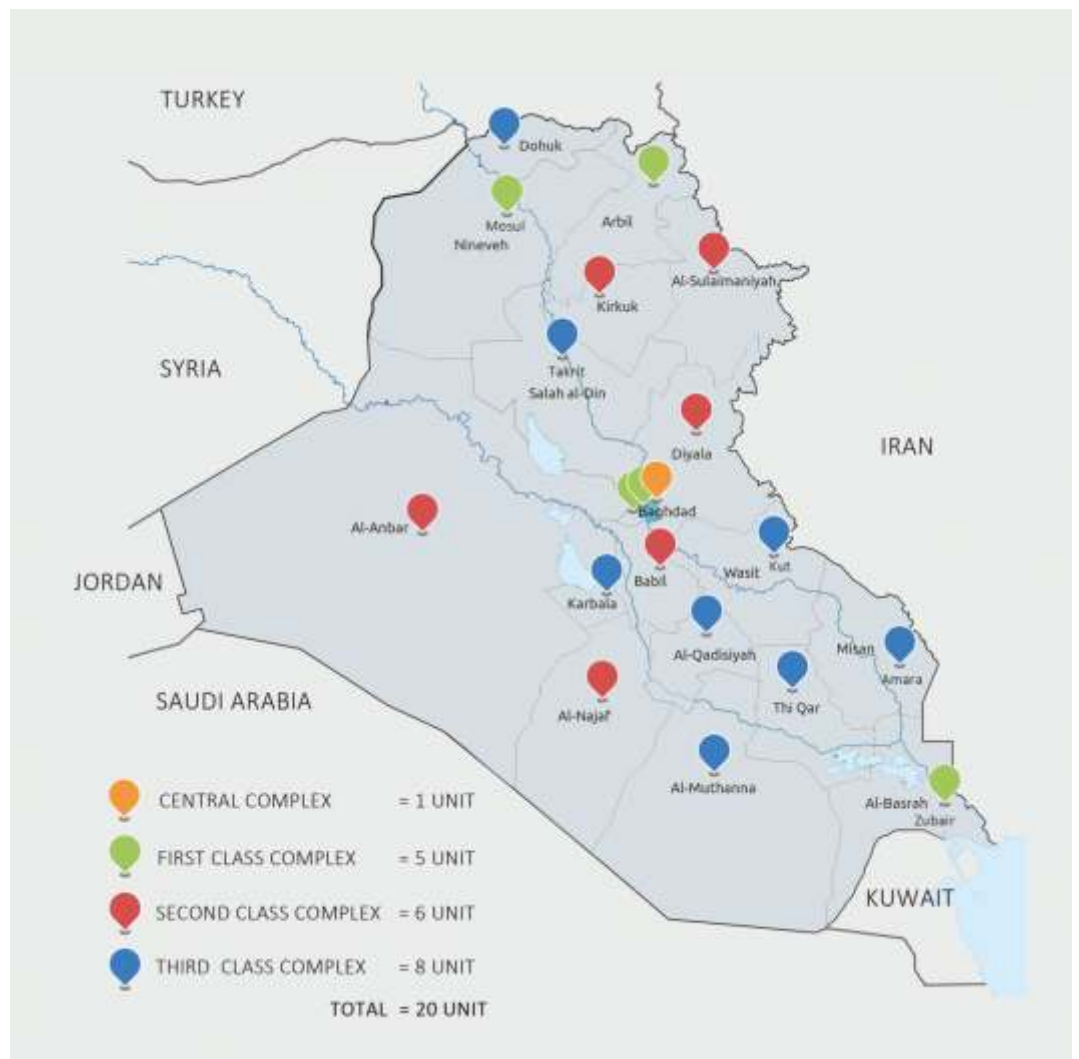 TURKEY
Dohuk
Mosul
Nineveh
Arbil
Al-Sulaimaniyah
Kirkuk
SYRIA
Takrit
Salah al-Din
IRAN
Diyala
Baghdad
Al-Anbar
JORDAN
Babil
Wasit
Kut
Karbala
Al-Qadisiyah
Misan
Amara
SAUDI ARABIA
Al-Najaf
Thi Qar
Al-Muthanna
Al-Basrah
Zubair
KUWAIT
CENTRAL COMPLEX = 1 UNIT
FIRST CLASS COMPLEX = 5 UNIT
SECOND CLASS COMPLEX = 6 UNIT
THIRD CLASS COMPLEX = 8 UNIT
TOTAL = 20 UNIT